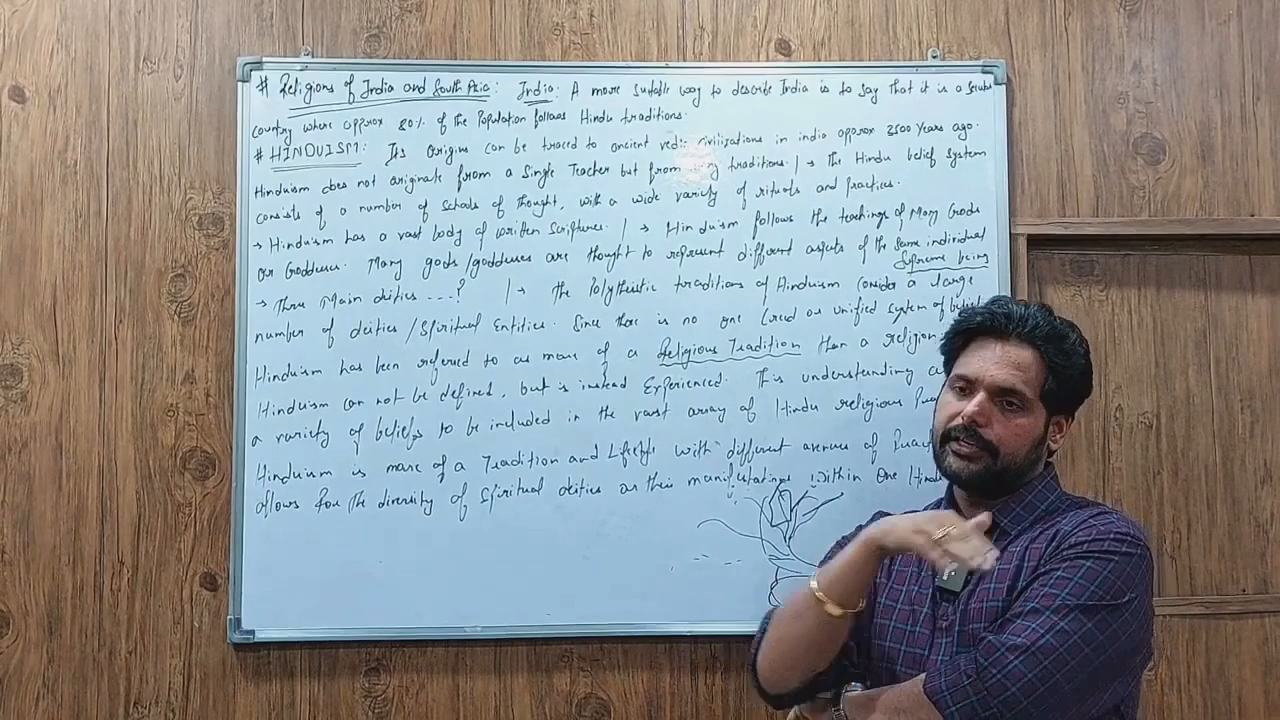 # Religions of India and South Asia: India: A more suitable way to describe India is to say that it is a secular
country where approx 80% of the Population follows Hindu traditions.
# HINDUISM: Its origins can be traced to ancient vedic civilizations in india approx 3500 Years ago.
Hinduism does not originate from a Single Teacher but from traditions. | → The Hindu belief system
consists of a number of schools of thought, with a wide variety of rituals and Practices.
→ Hinduism has a vast body of written Scriptures. | → Hinduism follows the teachings of Many Gods
or Goddesses. Many gods/goddesses are thought to represent different aspects of the same individual
Supreme being
→ Three Main deities ...? | → The Polytheistic traditions of Hinduism consider a large
number of deities/Spiritual Entities. Since there is no one creed or unified system of beliefs
Hinduism has been referred to as more of a Religious Tradition than a religion
Hinduism can not be defined, but is instead Experienced. This understanding
a variety of beliefs to be included in the vast array of Hindu religious
Hinduism is more of a Tradition and Lifestyle with different avenues of
allows for the diversity of Spiritual deities or their manifestations within one